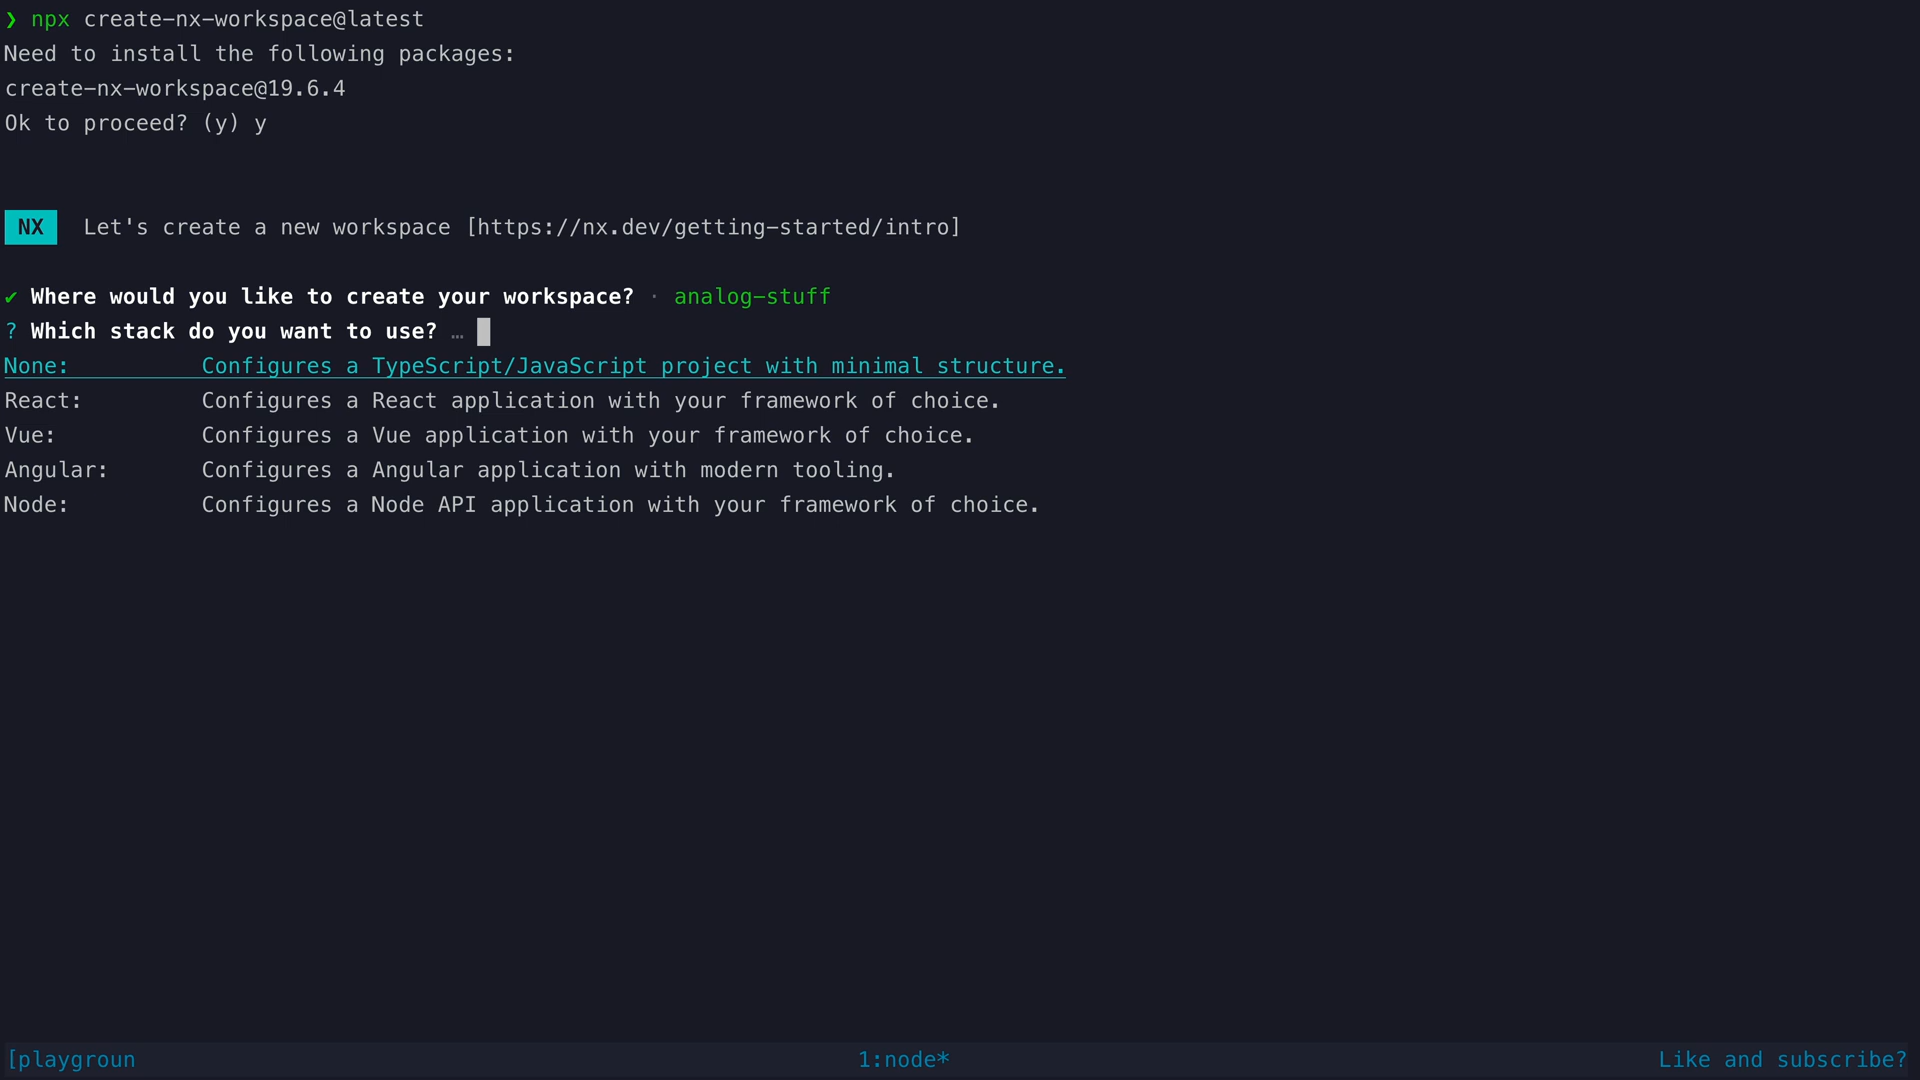 ❯ npx create-nx-workspace@latest
Need to install the following packages:
create-nx-workspace@19.6.4
Ok to proceed? (y) y
NX Let's create a new workspace [https://nx.dev/getting-started/intro]
✔ Where would you like to create your workspace? · analog-stuff
? Which stack do you want to use? …
None: Configures a TypeScript/JavaScript project with minimal structure.
React: Configures a React application with your framework of choice.
Vue: Configures a Vue application with your framework of choice.
Angular: Configures a Angular application with modern tooling.
Node: Configures a Node API application with your framework of choice.
[playgroun 1:node* Like and subscribe?